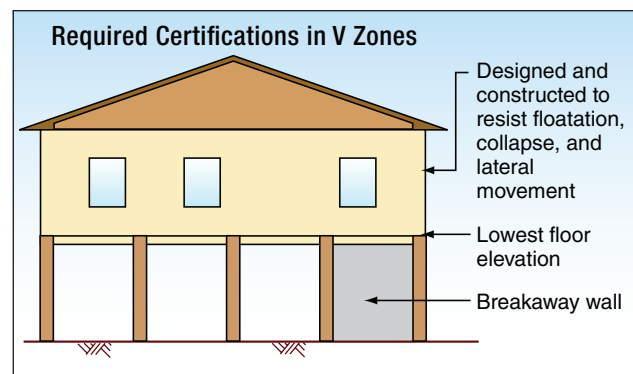 Required Certifications in V Zones
Designed and
constructed to
resist floatation,
collapse, and
lateral
movement
Lowest floor
elevation
Breakaway wall